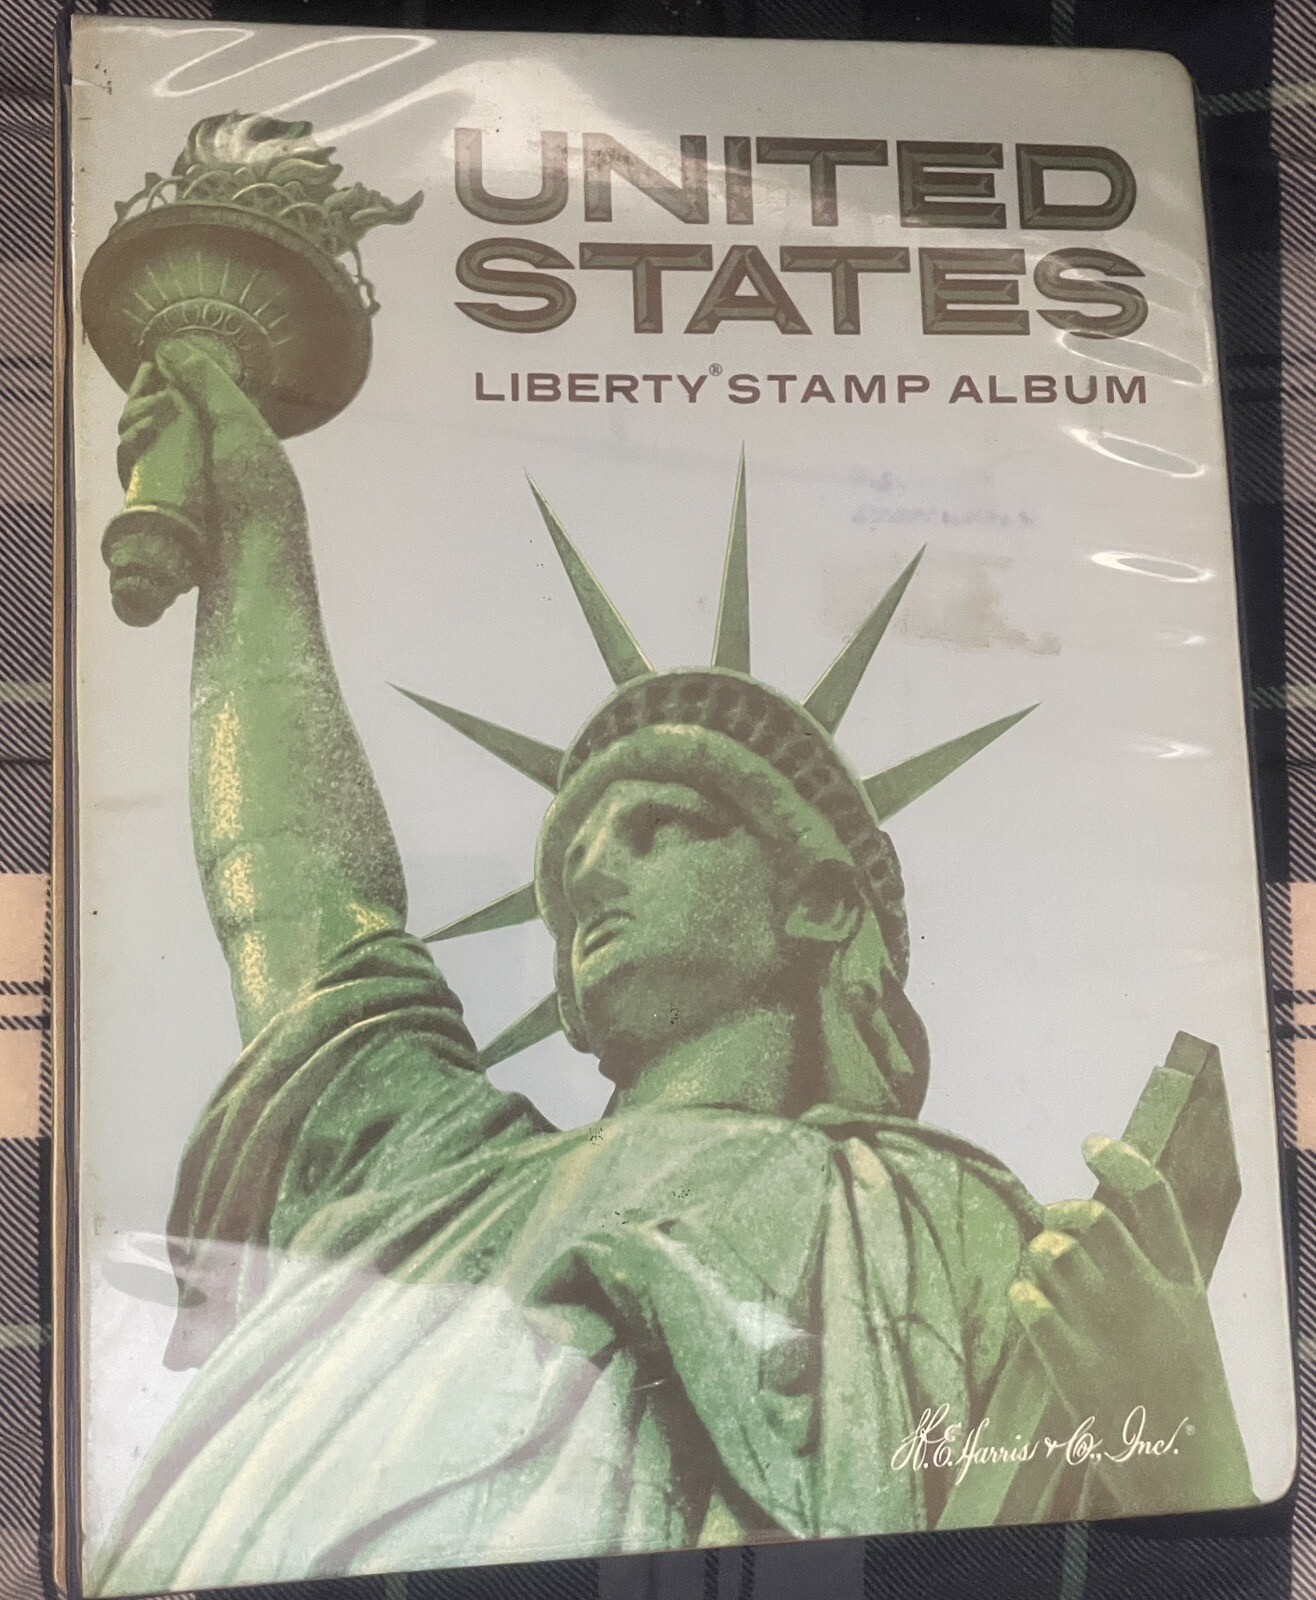 UNITED
STATES
LIBERTY® STAMP ALBUM
H.E. Harris & Co., Inc.®